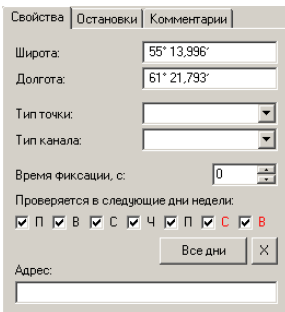 Свойства Остановки Комментарии
Широта: 55° 13,996′
Долгота: 61° 21,793′
Тип точки:
Тип канала:
Время фиксации, с: 0
Проверяется в следующие дни недели:
П В С Ч П С В
Все дни X
Адрес: